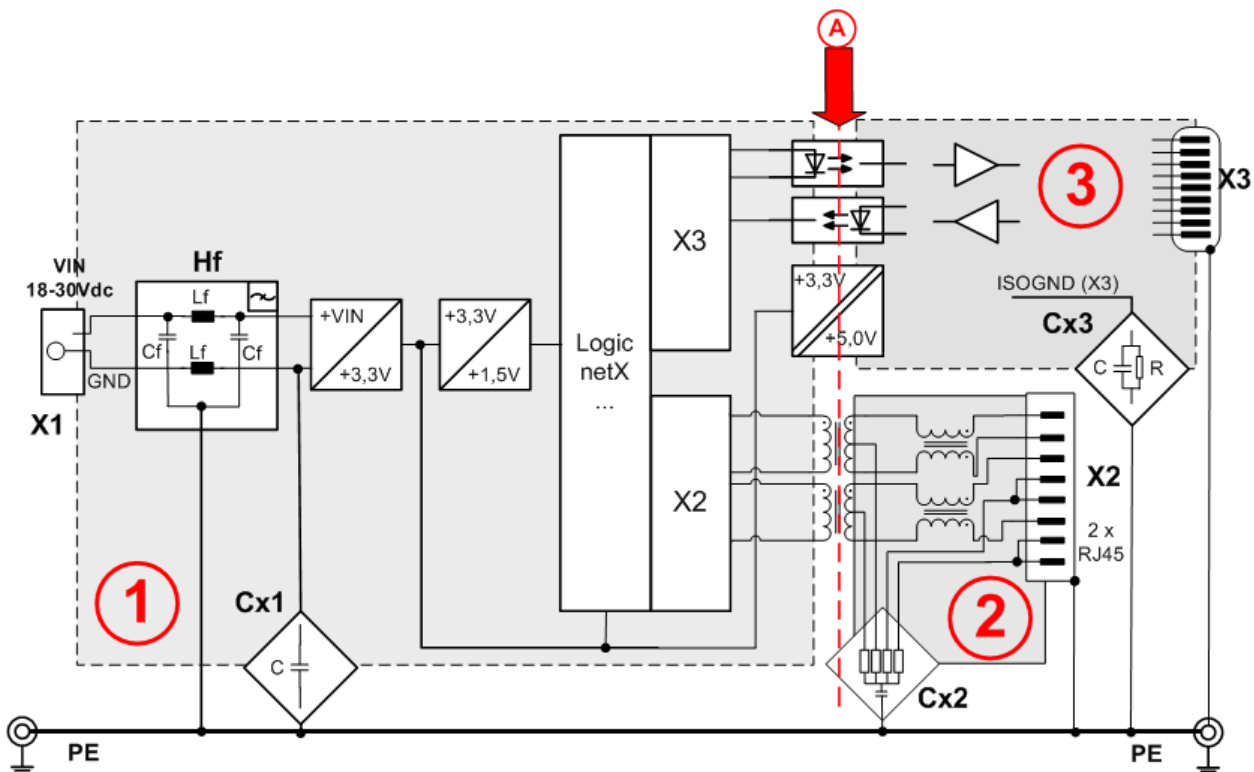 A
3
X3
VIN
18-30Vdc
Hf
Lf
Cf
Lf
Cf
GND
X1
+VIN
+3,3V
+3,3V
+1,5V
Logic
netX
...
X3
X2
+3,3V
+5,0V
ISOGND (X3)
Cx3
C
R
X2
2 x
RJ45
1
Cx1
C
2
Cx2
PE
PE